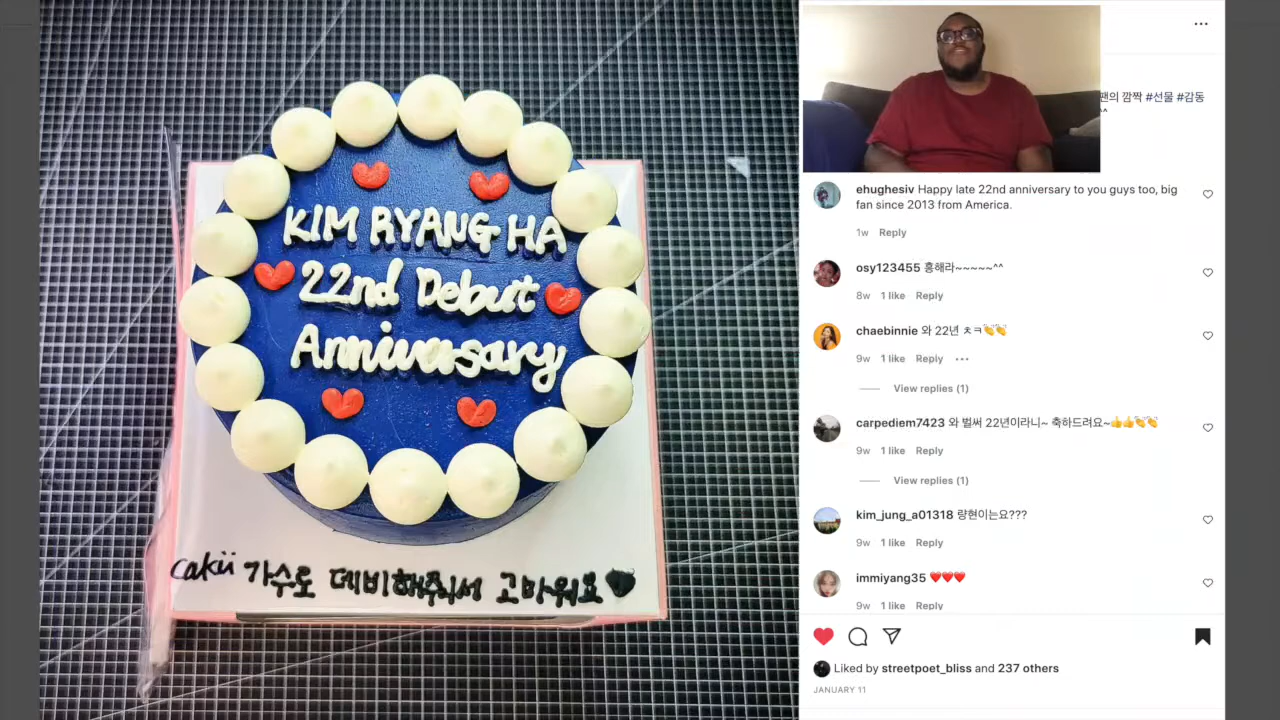 KIM RYANG HA
22nd Debut
Anniversary
cakii 가수로 데비해주셔서 고마워요
팬의 깜짝 #선물 #감동
^^
ehughesiv Happy late 22nd anniversary to you guys too, big
fan since 2013 from America.
1w Reply
osy123455 흥해라~~~~~^^
8w 1 like Reply
chaebinnie 와 22년 ㅊㅋ👏👏
9w 1 like Reply
View replies (1)
carpediem7423 와 벌써 22년이라니~ 축하드려요~👍👍👏👏
9w 1 like Reply
View replies (1)
kim_jung_a01318 량현이는요???
9w 1 like Reply
immiyang35 ❤️❤️❤️
9w 1 like Reply
Liked by streetpoet_bliss and 237 others
JANUARY 11